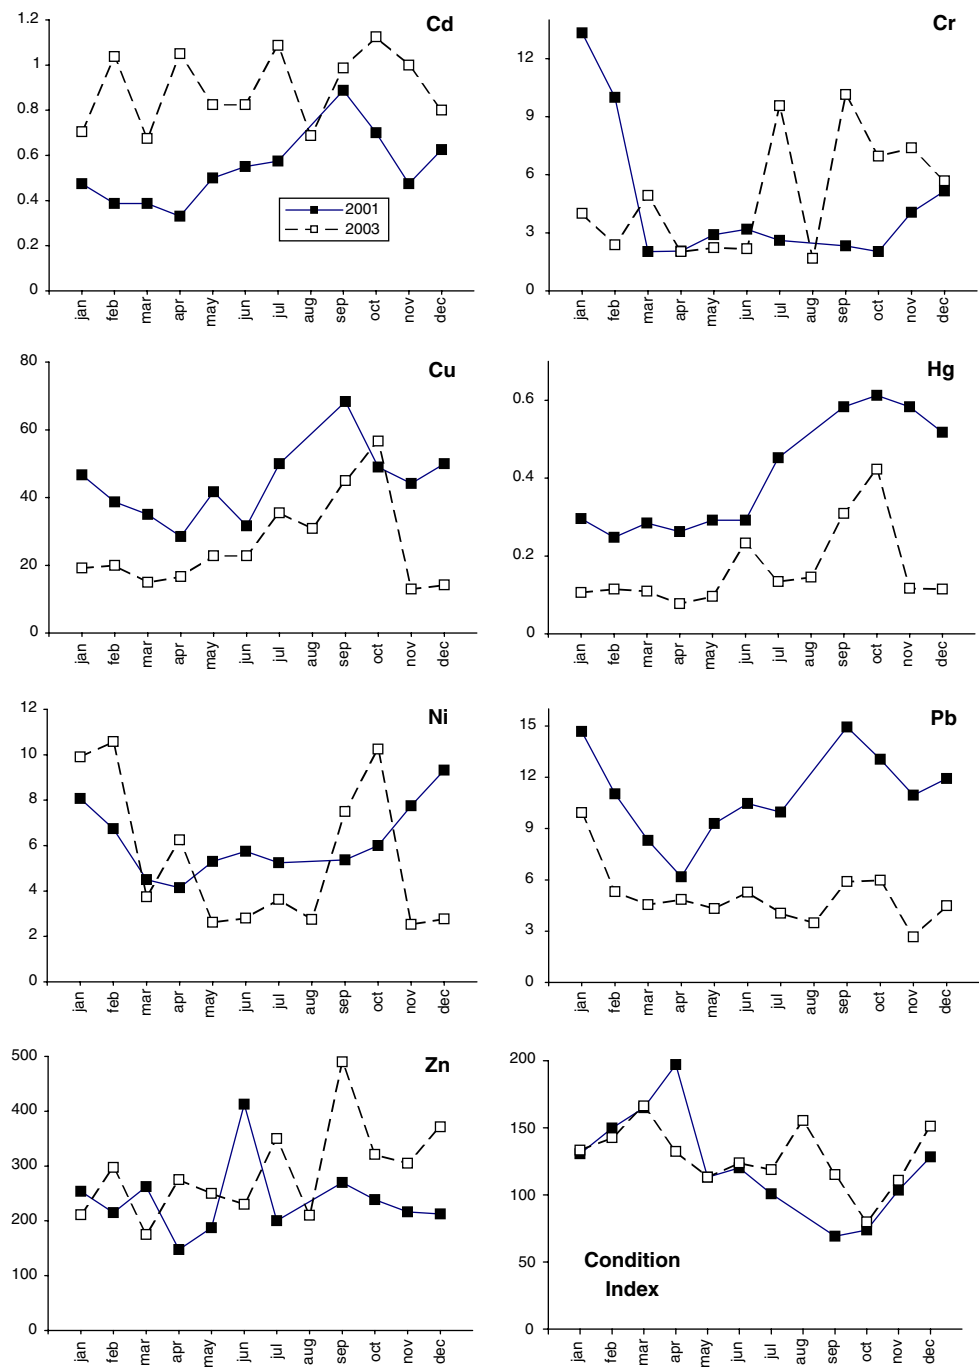 Cd
1.2
1
0.8
0.6
0.4
0.2
0
2001
2003
jan feb mar apr may jun jul aug sep oct nov dec
Cr
12
9
6
3
0
jan feb mar apr may jun jul aug sep oct nov dec
Cu
80
60
40
20
0
jan feb mar apr may jun jul aug sep oct nov dec
Hg
0.6
0.4
0.2
0
jan feb mar apr may jun jul aug sep oct nov dec
Ni
12
10
8
6
4
2
0
jan feb mar apr may jun jul aug sep oct nov dec
Pb
15
12
9
6
3
0
jan feb mar apr may jun jul aug sep oct nov dec
Zn
500
400
300
200
100
0
jan feb mar apr may jun jul aug sep oct nov dec
200
150
100
50
0
Condition
Index
jan feb mar apr may jun jul aug sep oct nov dec